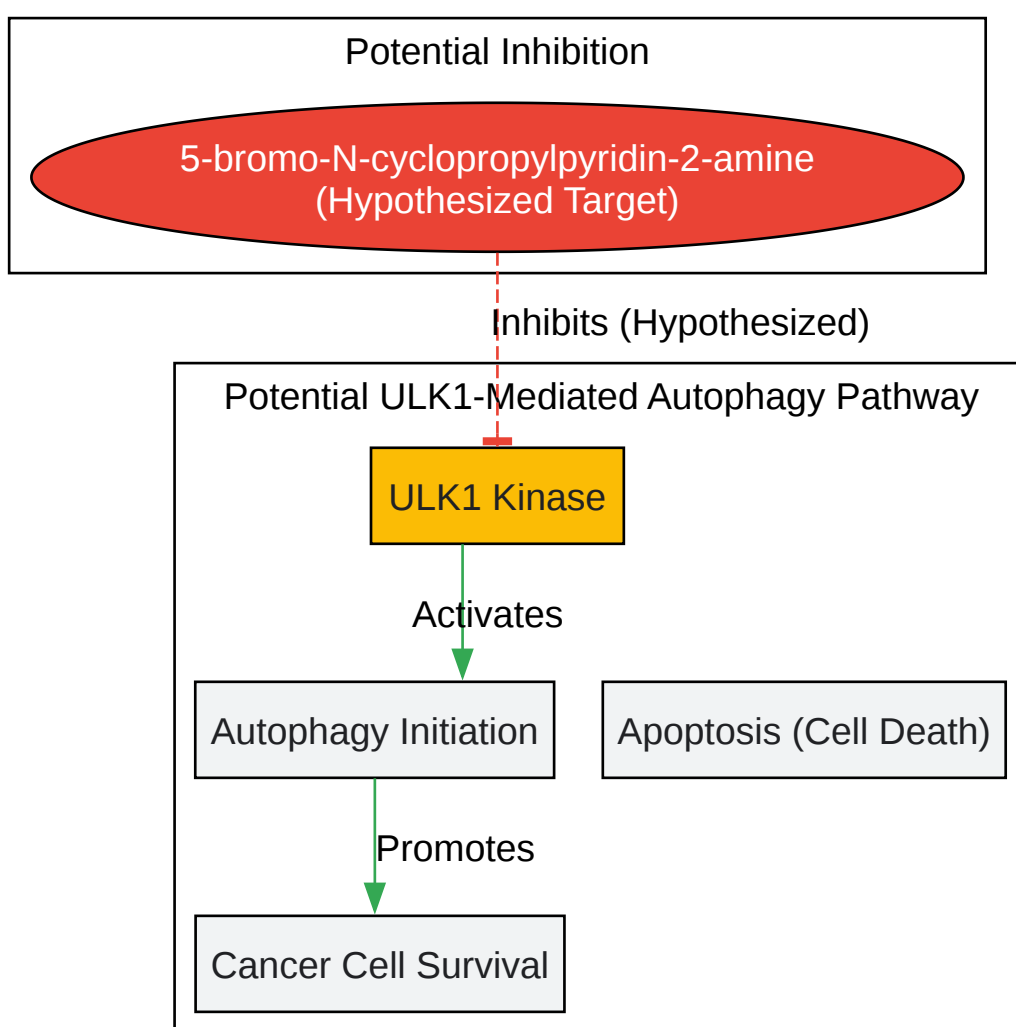 Potential Inhibition
5-bromo-N-cyclopropylpyridin-2-amine
(Hypothesized Target)
Inhibits (Hypothesized)
Potential ULK1-Mediated Autophagy Pathway
ULK1 Kinase
Activates
Autophagy Initiation
Apoptosis (Cell Death)
Promotes
Cancer Cell Survival